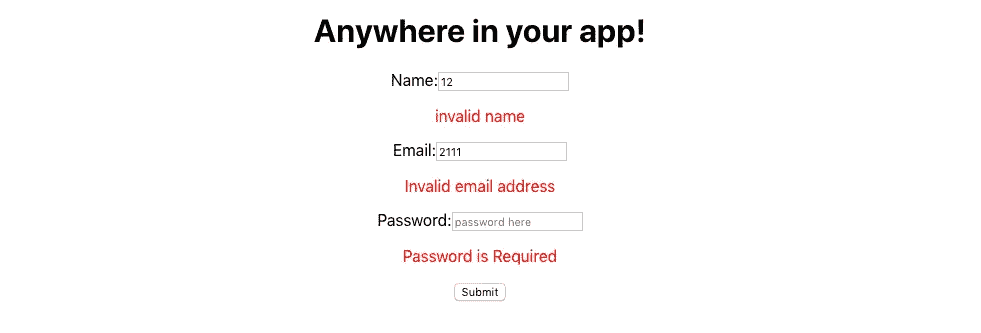 Anywhere in your app!
Name: 12
invalid name
Email: 2111
Invalid email address
Password: password here
Password is Required
Submit